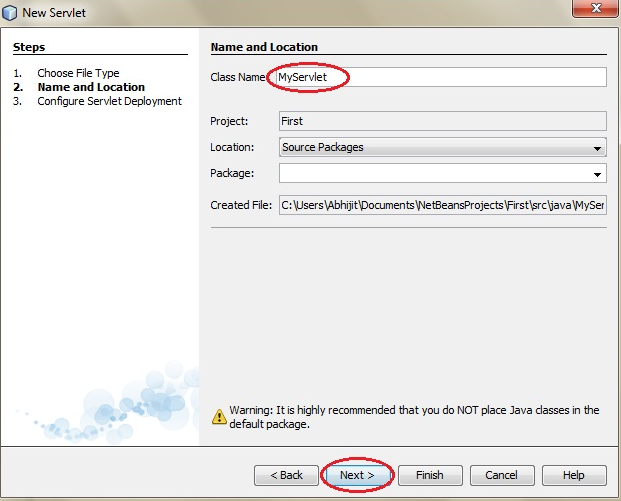 New Servlet
Steps
1. Choose File Type
2. Name and Location
3. Configure Servlet Deployment
Name and Location
Class Name: MyServlet
Project: First
Location: Source Packages
Package:
Created File: C:\Users\Abhijit\Documents\NetBeansProjects\First\src\java\MySer
Warning: It is highly recommended that you do NOT place Java classes in the
default package.
< Back Next > Finish Cancel Help